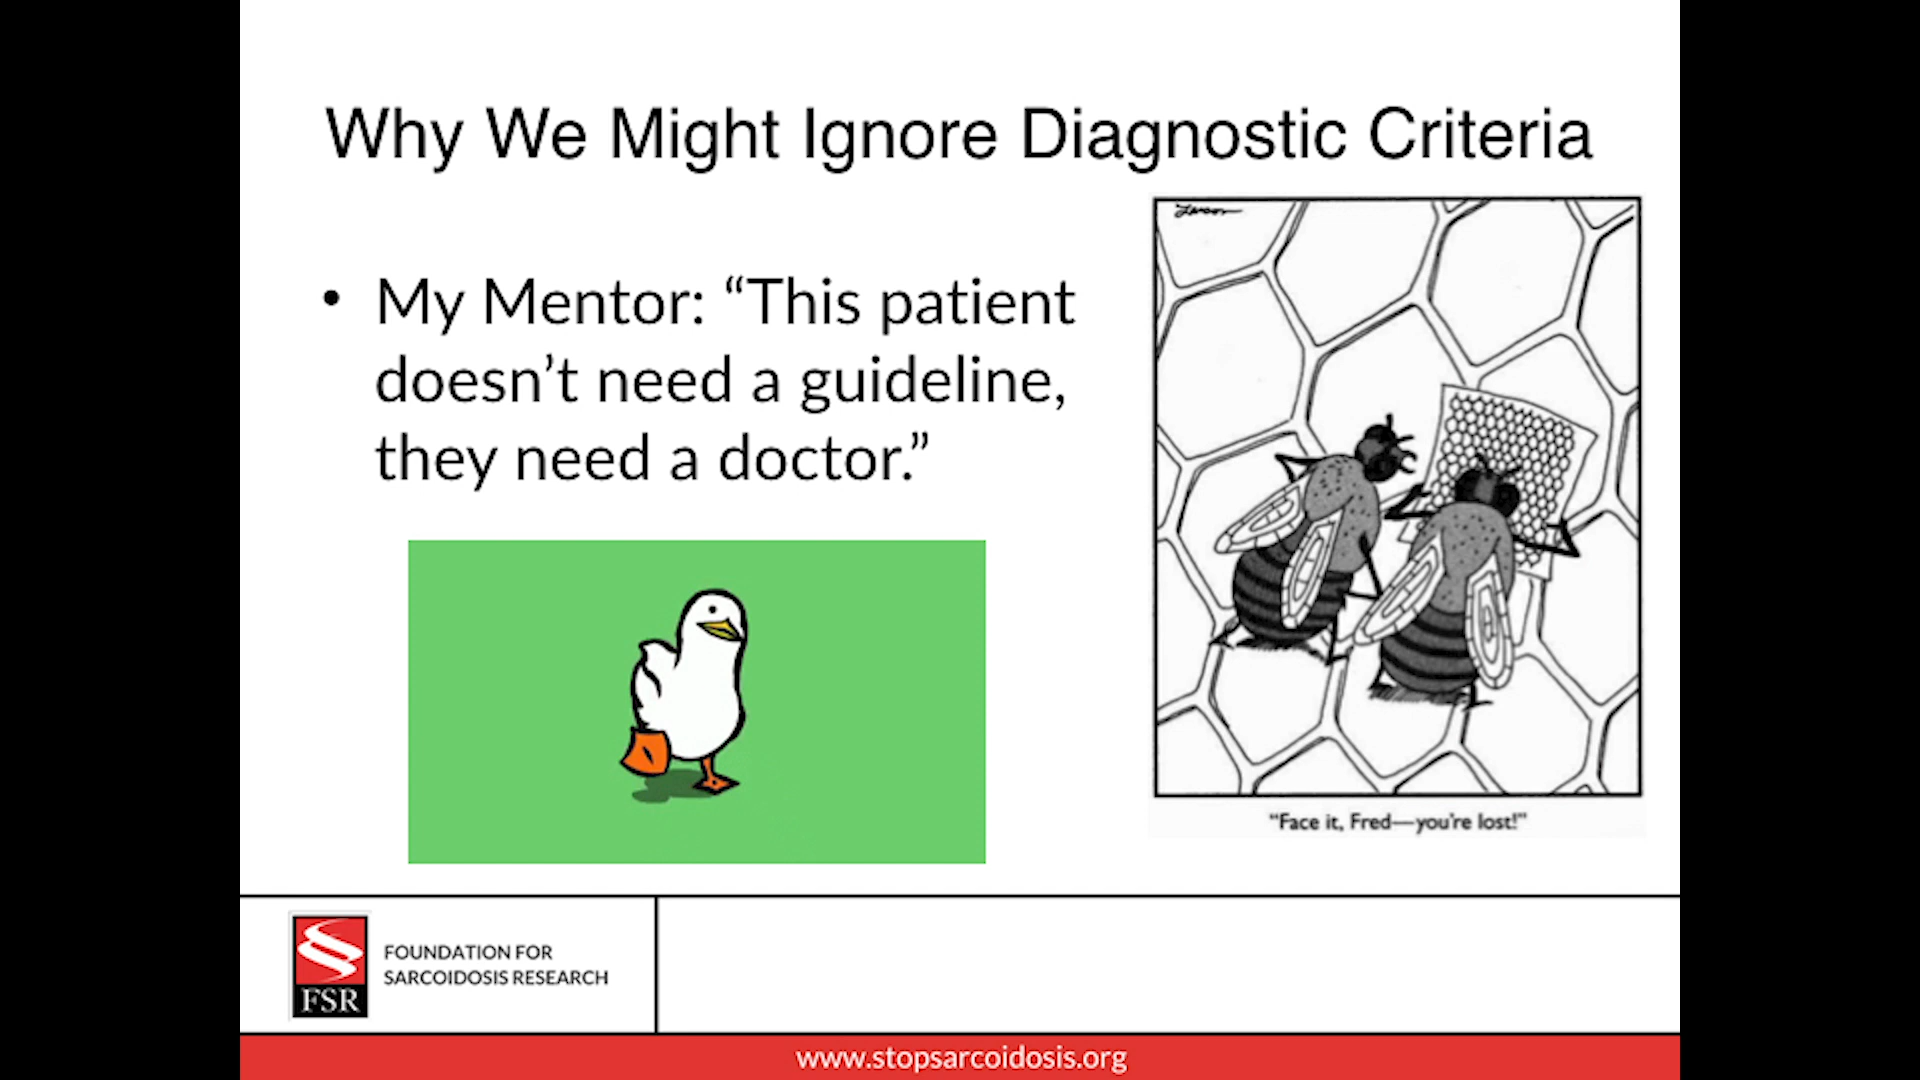 Why We Might Ignore Diagnostic Criteria
• My Mentor: “This patient
doesn’t need a guideline,
they need a doctor.”
Larson
"Face it, Fred—you're lost!"
FSR
FOUNDATION FOR
SARCOIDOSIS RESEARCH
www.stopsarcoidosis.org